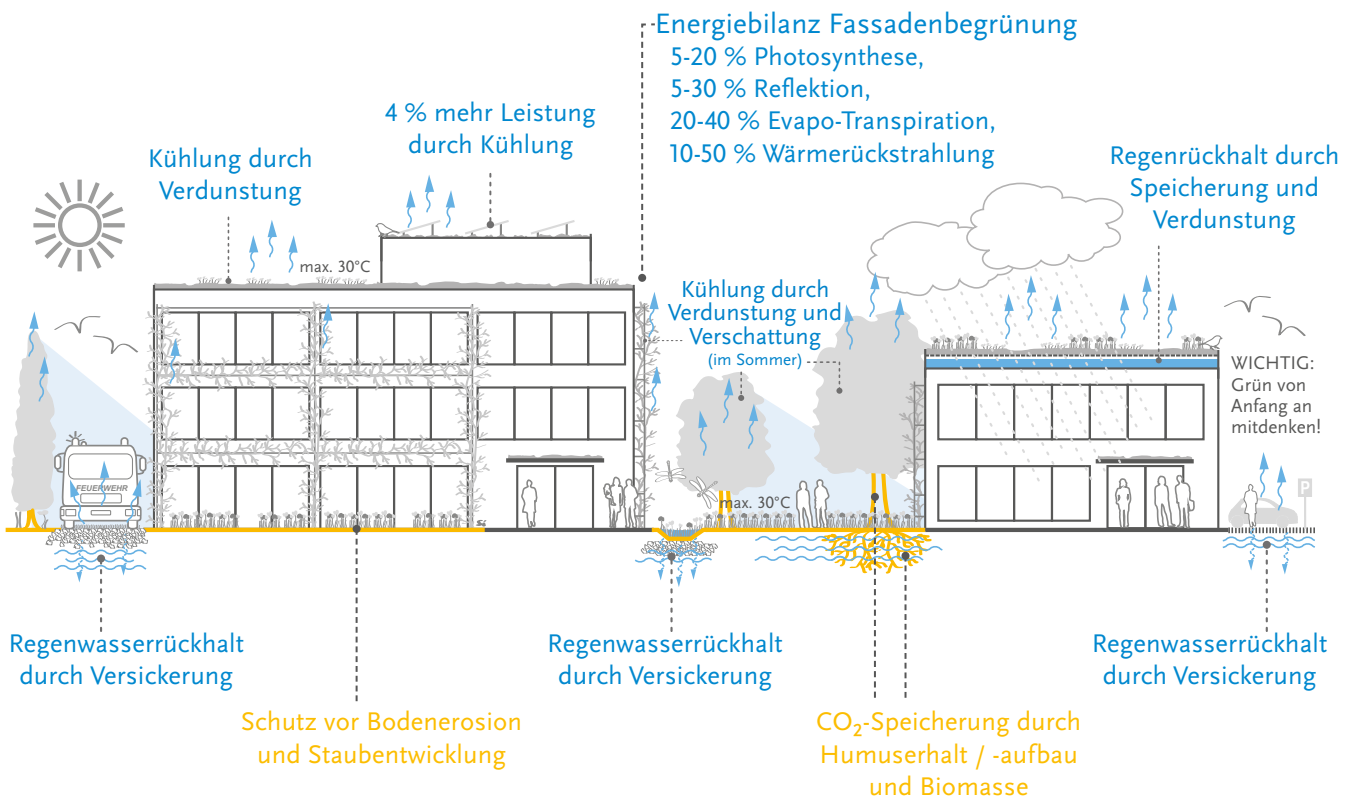 Energiebilanz Fassadenbegrünung
5-20 % Photosynthese,
5-30 % Reflektion,
20-40 % Evapo-Transpiration,
10-50 % Wärmerückstrahlung
4 % mehr Leistung
durch Kühlung
Kühlung durch
Verdunstung
Regenrückhalt durch
Speicherung und
Verdunstung
max. 30°C
Kühlung durch
Verdunstung und
Verschattung
(im Sommer)
WICHTIG:
Grün von
Anfang an
mitdenken!
FEUERWEHR
max. 30°C
P
Regenwasserrückhalt
durch Versickerung
Regenwasserrückhalt
durch Versickerung
Regenwasserrückhalt
durch Versickerung
Schutz vor Bodenerosion
und Staubentwicklung
CO₂-Speicherung durch
Humuserhalt / -aufbau
und Biomasse